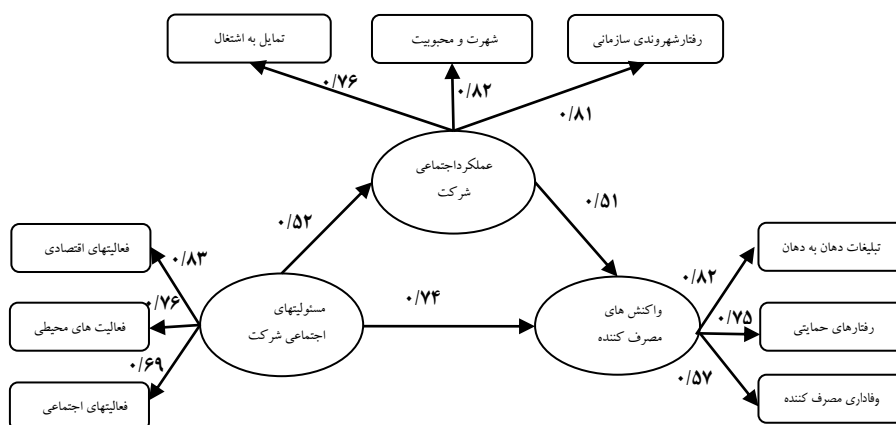 رفتارشهروندی سازمانی
شهرت و محبوبیت
تمایل به اشتغال
۰/۸۱
۰/۸۲
۰/۷۶
عملکرداجتماعی
شرکت
۰/۵۱
۰/۵۲
تبلیغات دهان به دهان
فعالیتهای اقتصادی
۰/۸۲
۰/۸۳
واکنش های
مصرف کننده
۰/۷۴
مسئولیتهای
اجتماعی شرکت
رفتارهای حمایتی
۰/۷۵
۰/۷۶
فعالیت های محیطی
۰/۵۷
۰/۶۹
وفاداری مصرف کننده
فعالیتهای اجتماعی